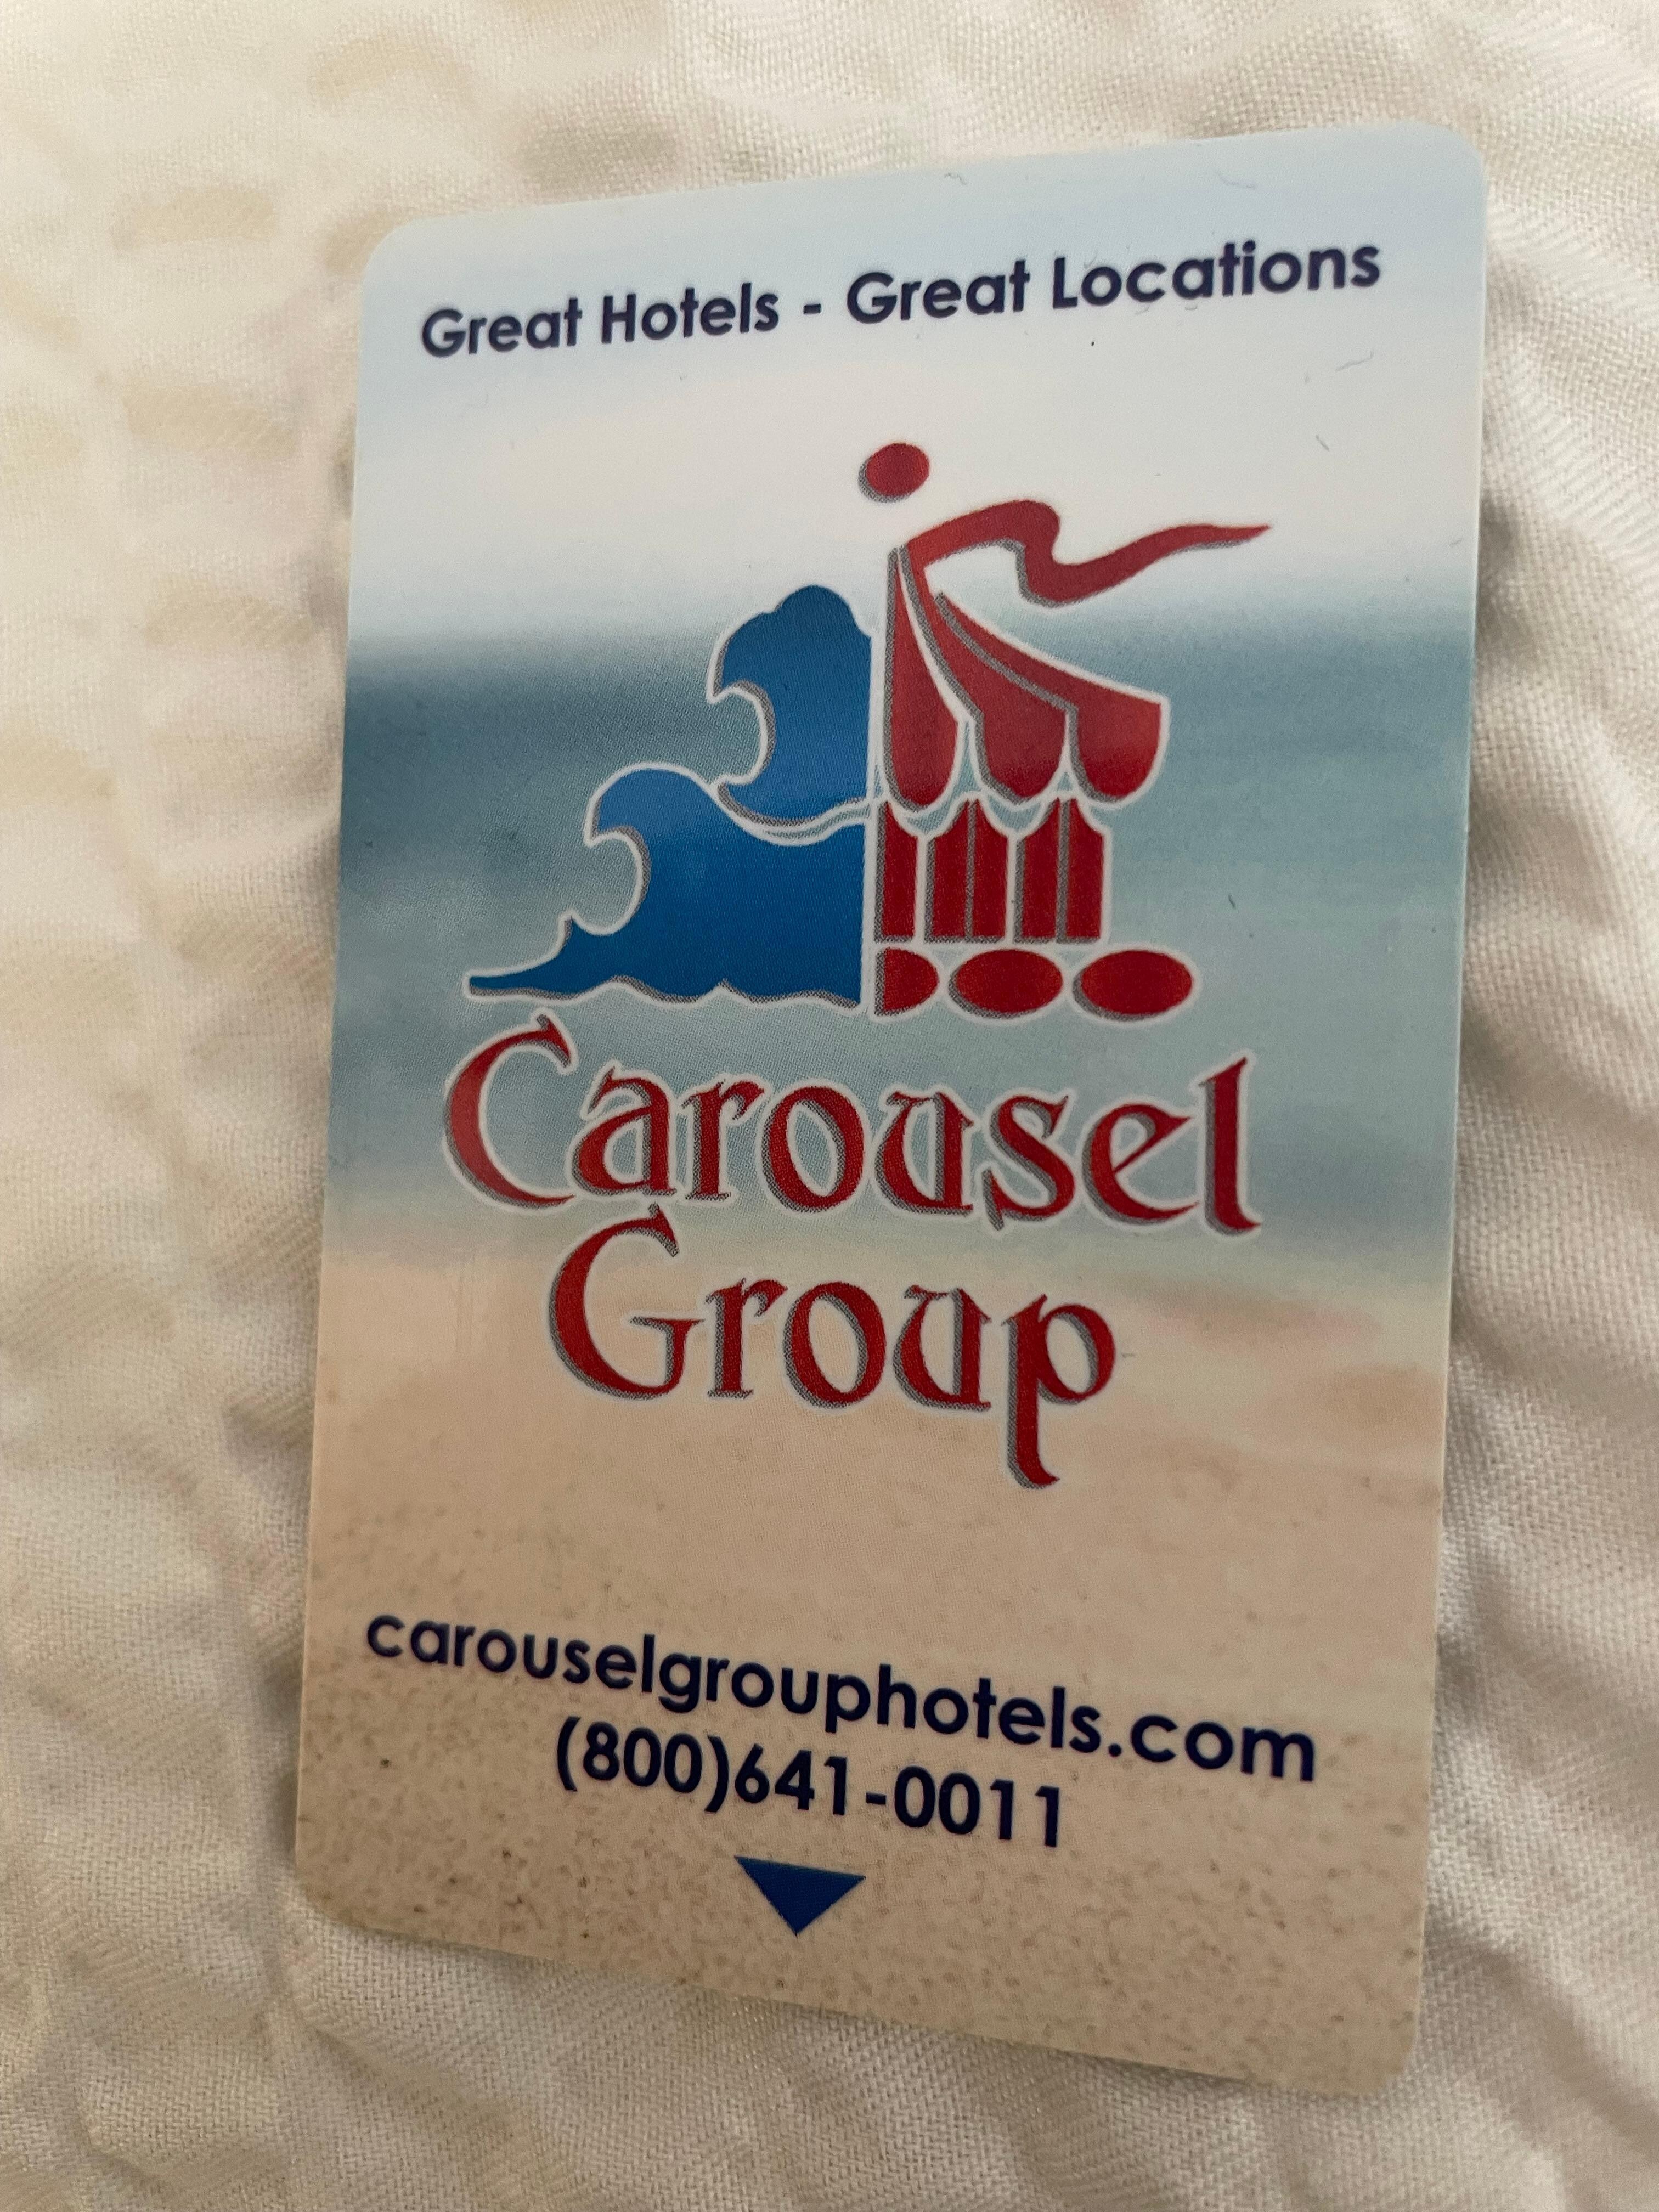 Great Hotels - Great Locations
Carousel
Group
carouselgrouphotels.com
(800)641-0011